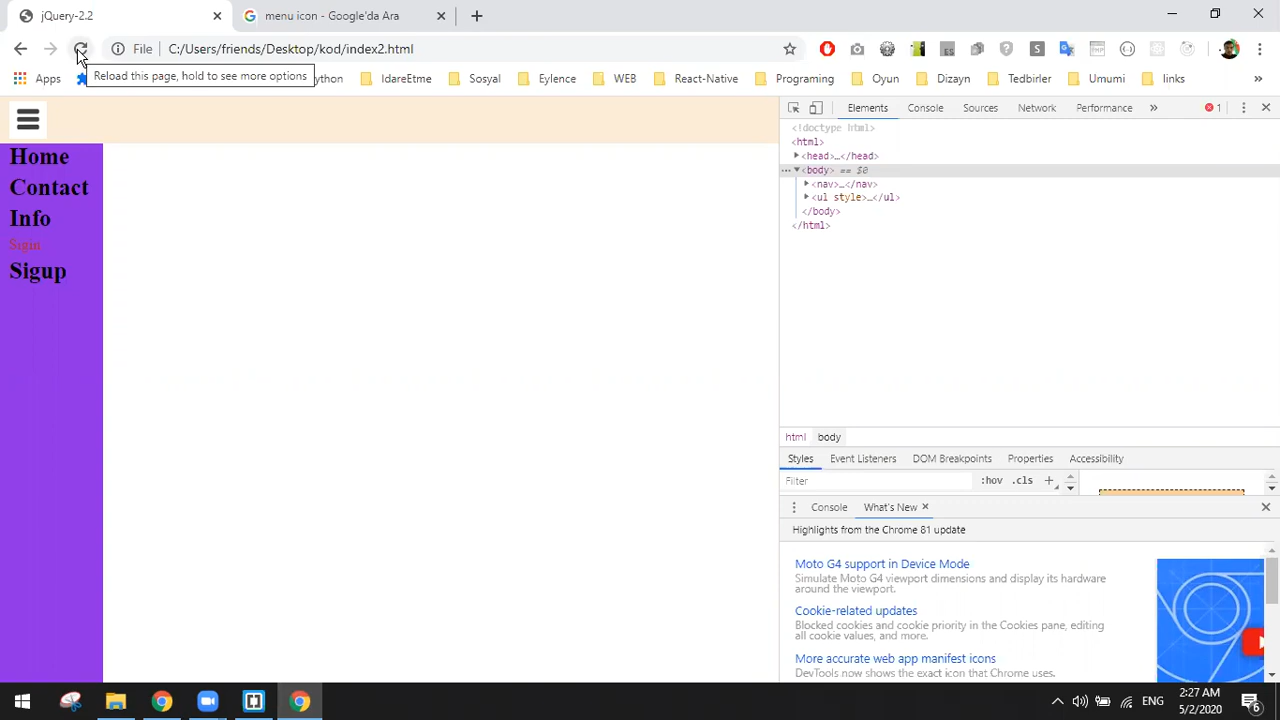 jQuery-2.2
menu icon - Google'da Ara
File
C:/Users/friends/Desktop/kod/index2.html
Apps
Reload this page, hold to see more options
ython
IdareEtme
Sosyal
Eylence
WEB
React-Native
Programing
Oyun
Dizayn
Tedbirler
Umumi
links
»
Home
Contact
Info
Sigin
Sigup
Elements
Console
Sources
Network
Performance
»
1
<!doctype html>
<html>
<head>…</head>
<body> == $0
<nav>…</nav>
<ul style>…</ul>
</body>
</html>
html
body
Styles
Event Listeners
DOM Breakpoints
Properties
Accessibility
Filter
:hov
.cls
+
Console
What's New
Highlights from the Chrome 81 update
Moto G4 support in Device Mode
Simulate Moto G4 viewport dimensions and display its hardware
around the viewport.
Cookie-related updates
Blocked cookies and cookie priority in the Cookies pane, editing
all cookie values, and more.
More accurate web app manifest icons
DevTools now shows the exact icon that Chrome uses.
ENG
2:27 AM
5/2/2020
6